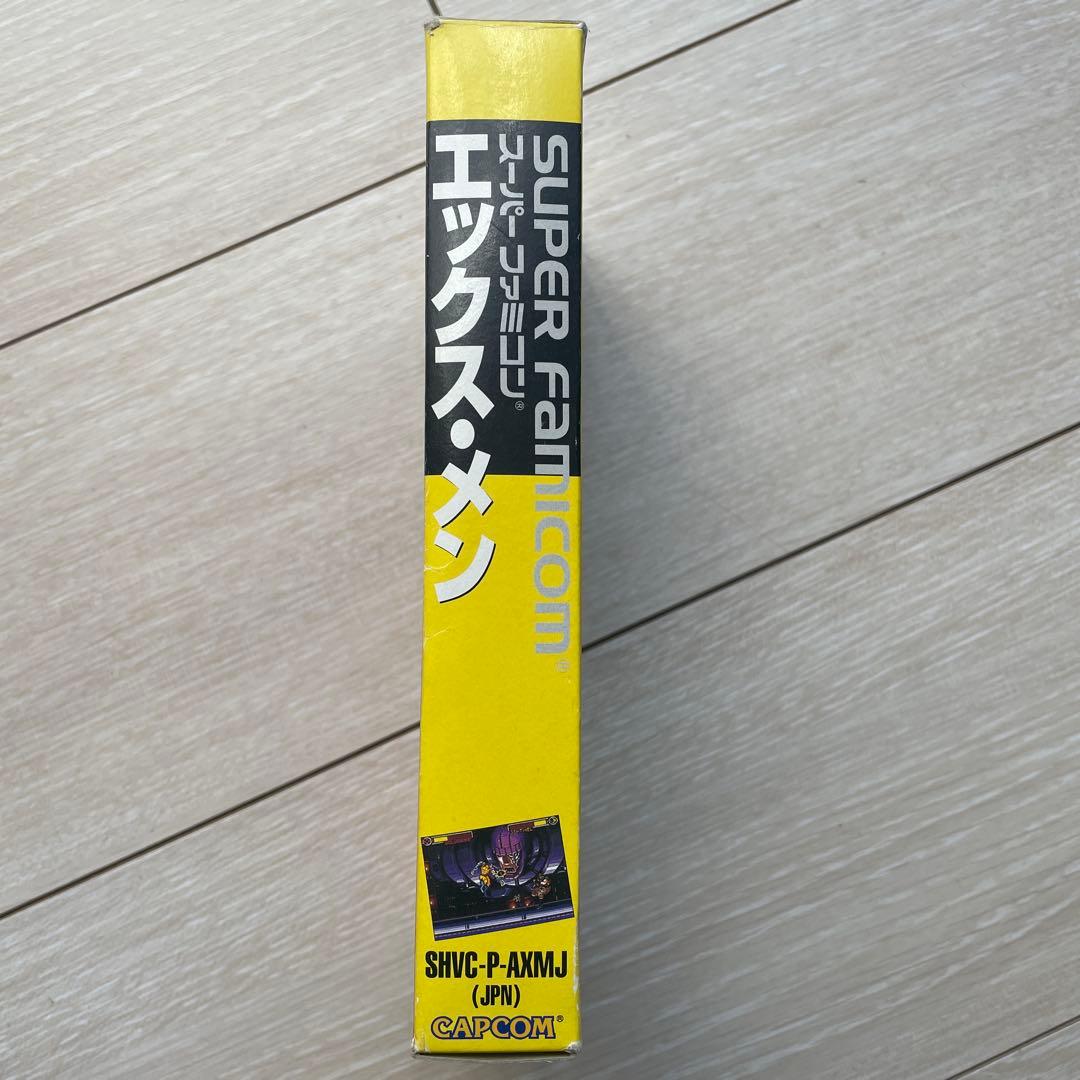 SUPER FAMICOM®
スーパーファミコン®
エックス・メン
SHVC-P-AXMJ
(JPN)
CAPCOM®